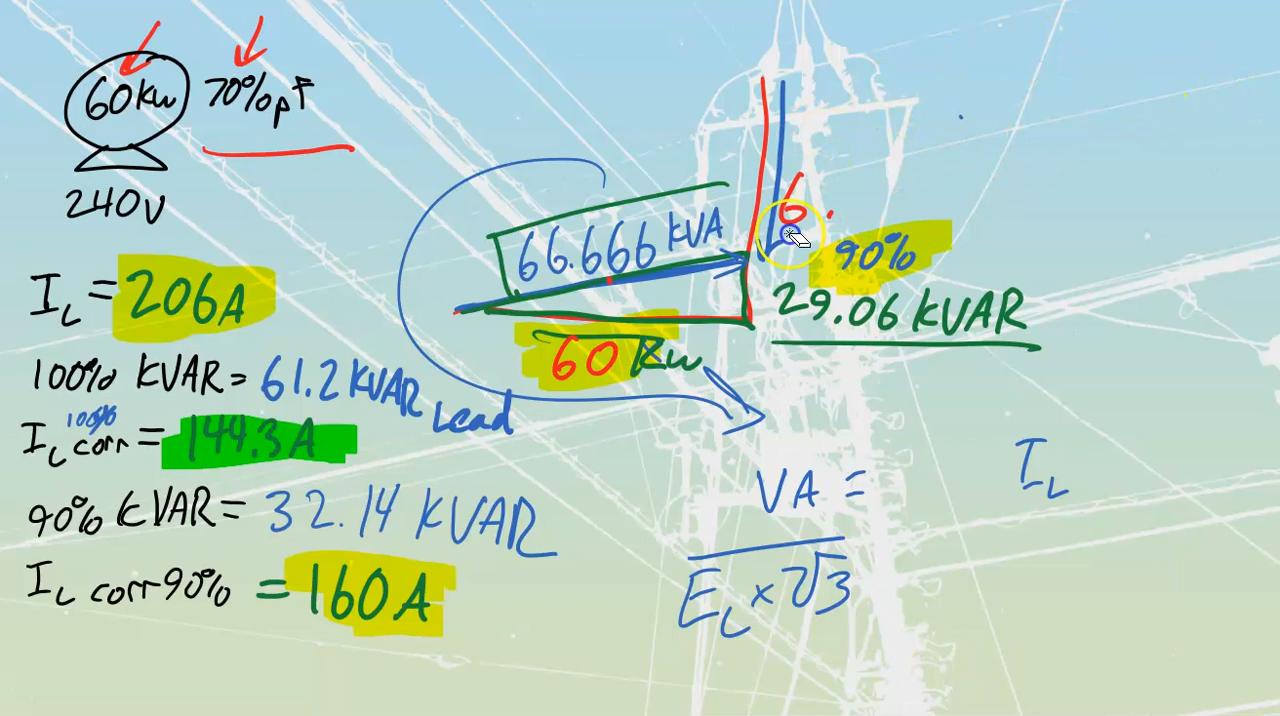 60 KW 70% pf
240V
IL = 206A
100% KVAR = 61.2 KVAR Lead
IL corr 100% = 144.3A
90% KVAR = 32.14 KVAR
IL corr 90% = 160A
66.666 KVA
60 KW
6.
90%
29.06 KVAR
VA =
EL × √3
IL